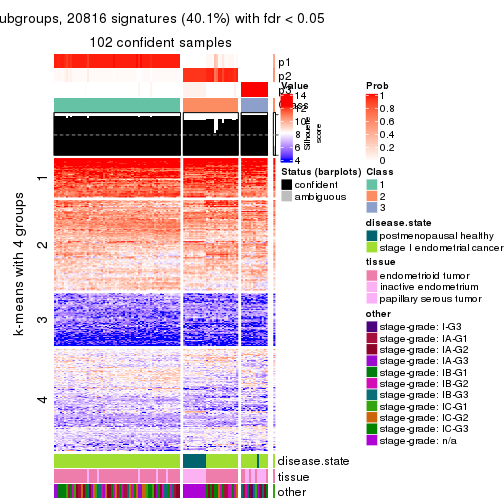 ubgroups, 20816 signatures (40.1%) with fdr < 0.05
102 confident samples
p1
p2
p3
Class
Silhouette
score
k-means with 4 groups
1
2
3
4
disease.state
tissue
other
Value
14
12
10
8
6
4
Status (barplots)
confident
ambiguous
Prob
1
0.8
0.6
0.4
0.2
0
Class
1
2
3
disease.state
postmenopausal healthy
stage I endometrial cancer
tissue
endometrioid tumor
inactive endometrium
papillary serous tumor
other
stage-grade: I-G3
stage-grade: IA-G1
stage-grade: IA-G2
stage-grade: IA-G3
stage-grade: IB-G1
stage-grade: IB-G2
stage-grade: IB-G3
stage-grade: IC-G1
stage-grade: IC-G2
stage-grade: IC-G3
stage-grade: n/a